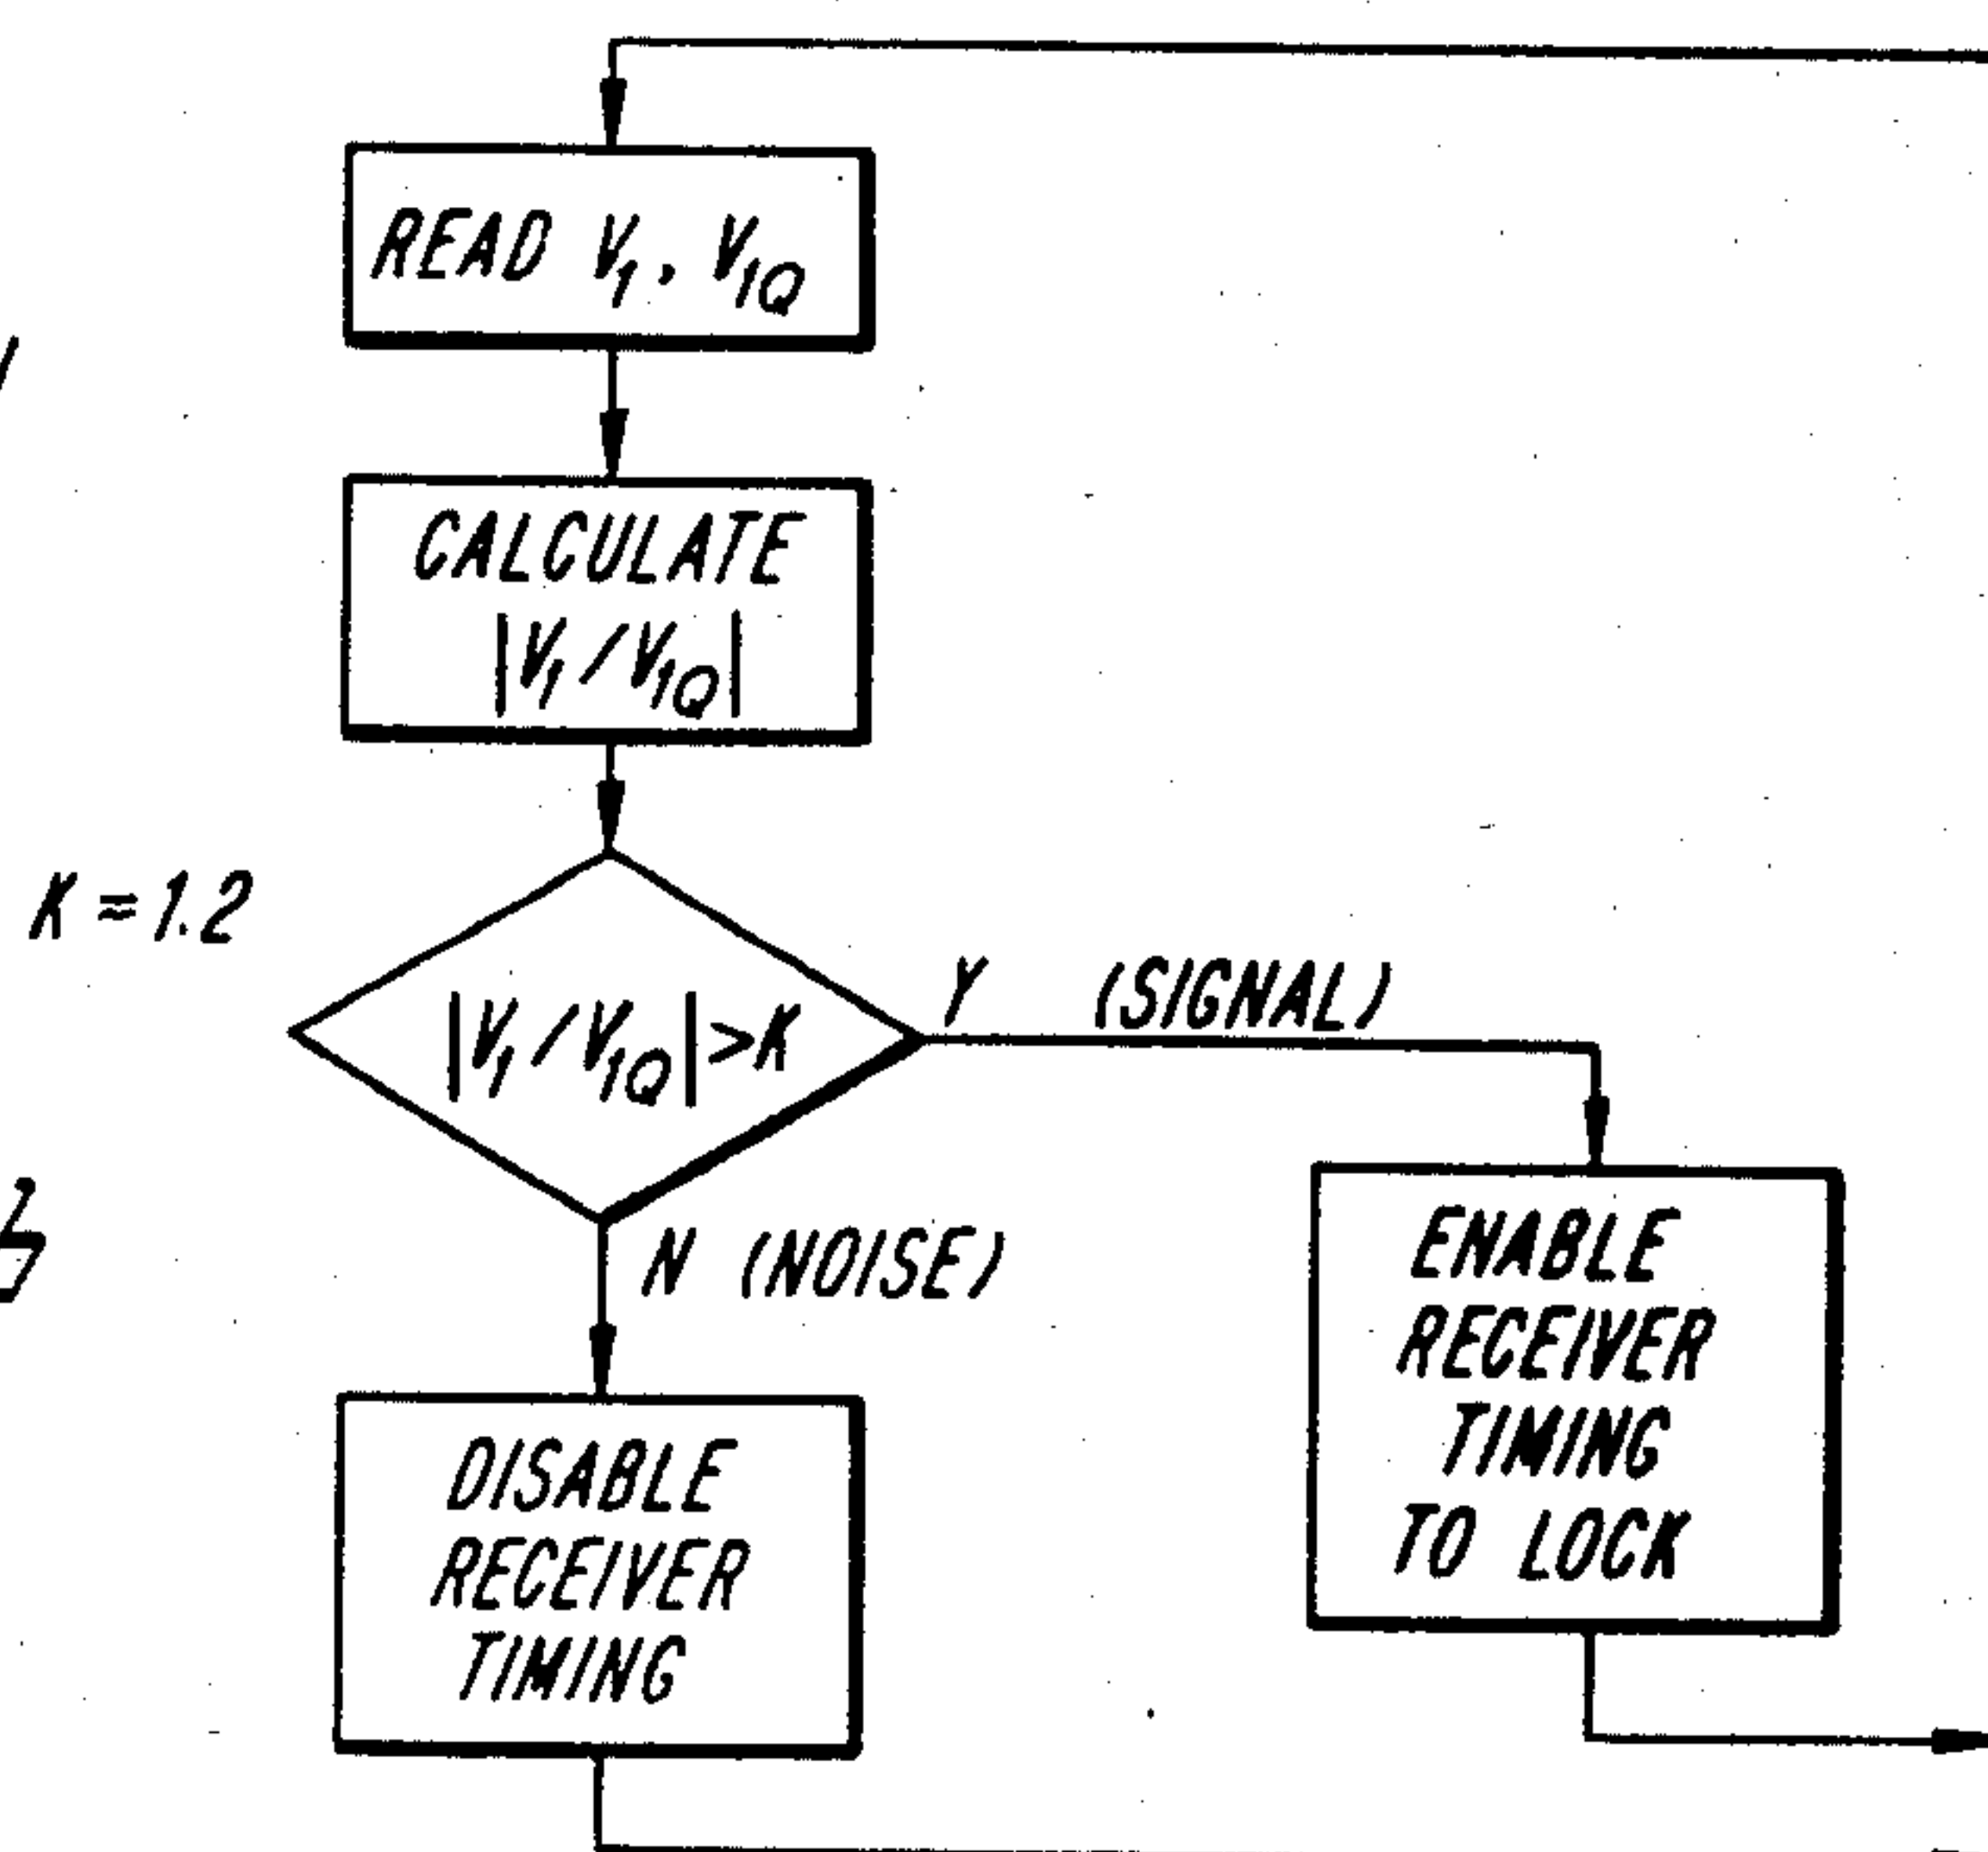 READ V₁, V₁Q
CALCULATE
|V₁/V₁Q|
K≈1.2
|V₁/V₁Q|>K
Y (SIGNAL)
N (NOISE)
ENABLE
RECEIVER
TIMING
TO LOCK
DISABLE
RECEIVER
TIMING